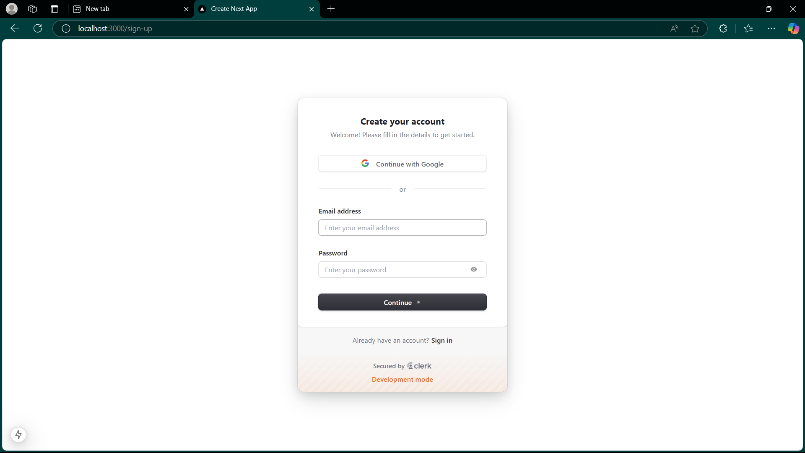 New tab
Create Next App
localhost:3000/sign-up
Create your account
Welcome! Please fill in the details to get started.
Continue with Google
or
Email address
Enter your email address
Password
Enter your password
Continue
Already have an account? Sign in
Secured by clerk
Development mode